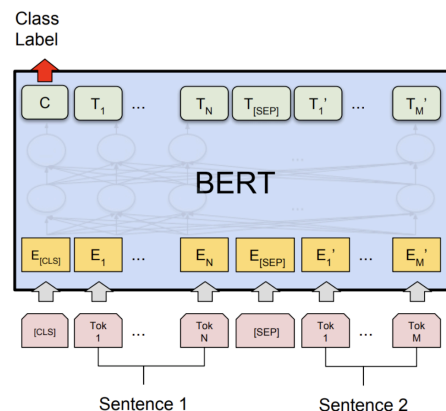 Class
Label
C T1 ... TN T[SEP] T1' ... TM'
BERT
E[CLS] E1 ... EN E[SEP] E1' ... EM'
[CLS] Tok 1 ... Tok N [SEP] Tok 1 ... Tok M
Sentence 1 Sentence 2